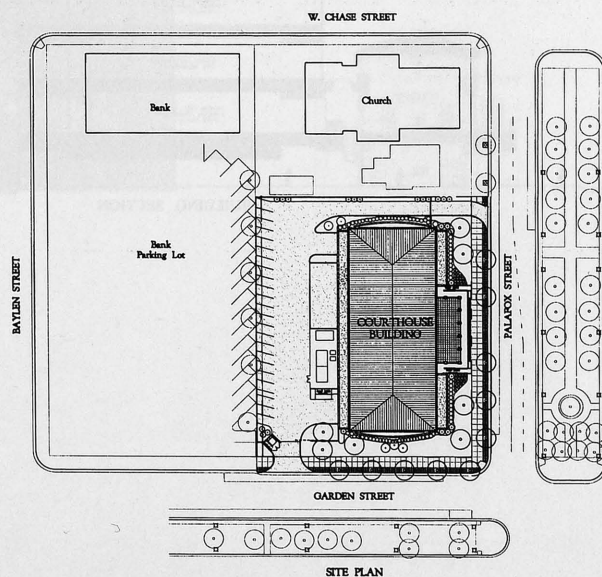 W. CHASE STREET
Bank
Church
Bank
Parking Lot
BAYLEN STREET
COURTHOUSE
BUILDING
PALAFOX STREET
GARDEN STREET
SITE PLAN